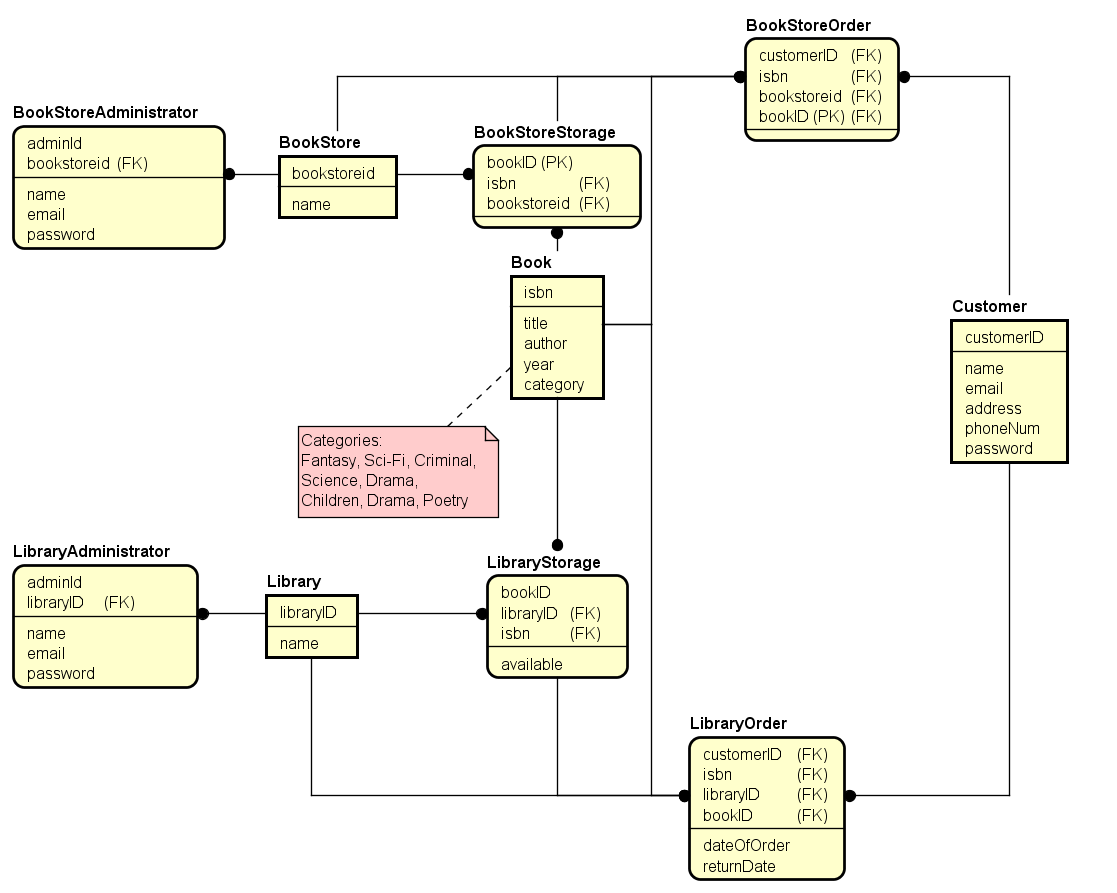 BookStoreOrder
customerID (FK)
isbn (FK)
bookstoreid (FK)
bookID (PK) (FK)
BookStoreAdministrator
adminId
bookstoreid (FK)
name
email
password
BookStore
bookstoreid
name
BookStoreStorage
bookID (PK)
isbn (FK)
bookstoreid (FK)
Book
isbn
title
author
year
category
Customer
customerID
name
email
address
phoneNum
password
Categories:
Fantasy, Sci-Fi, Criminal,
Science, Drama,
Children, Drama, Poetry
LibraryAdministrator
adminId
libraryID (FK)
name
email
password
Library
libraryID
name
LibraryStorage
bookID
libraryID (FK)
isbn (FK)
available
LibraryOrder
customerID (FK)
isbn (FK)
libraryID (FK)
bookID (FK)
dateOfOrder
returnDate